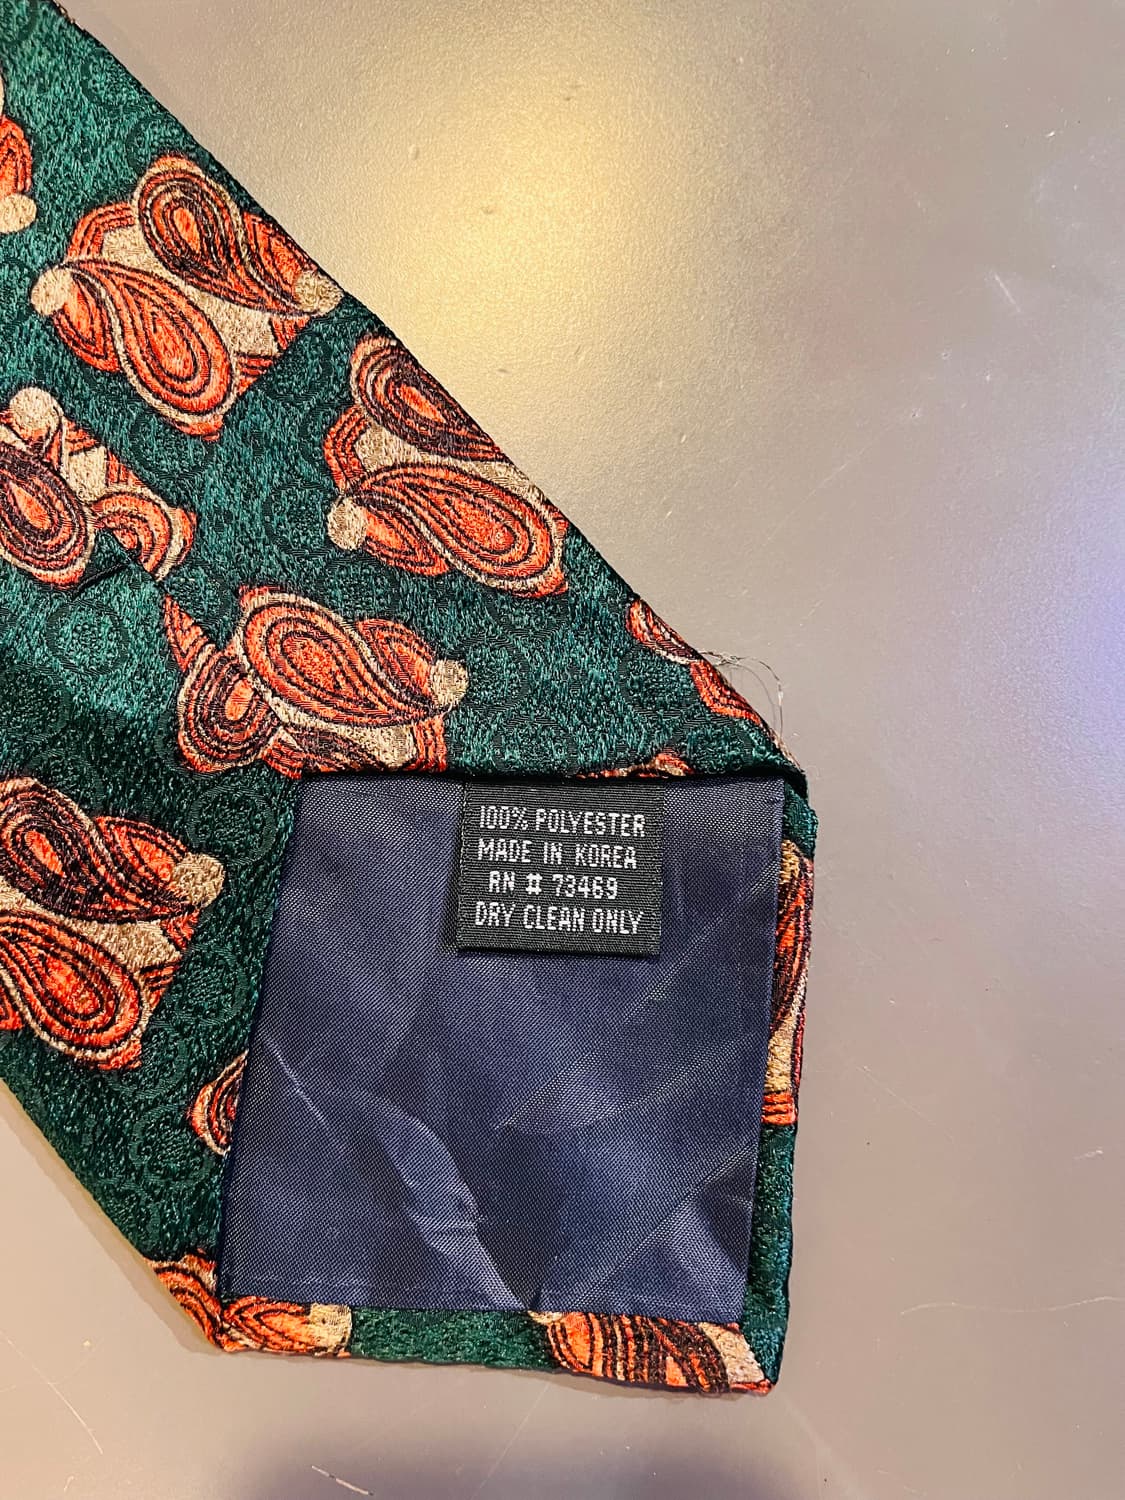 100% POLYESTER
MADE IN KOREA
RN # 73469
DRY CLEAN ONLY